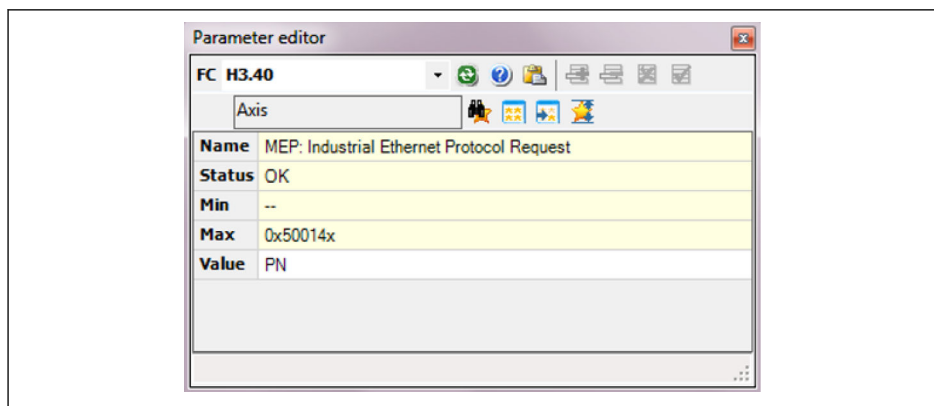 Parameter editor
FC H3.40
Axis
Name MEP: Industrial Ethernet Protocol Request
Status OK
Min --
Max 0x50014x
Value PN